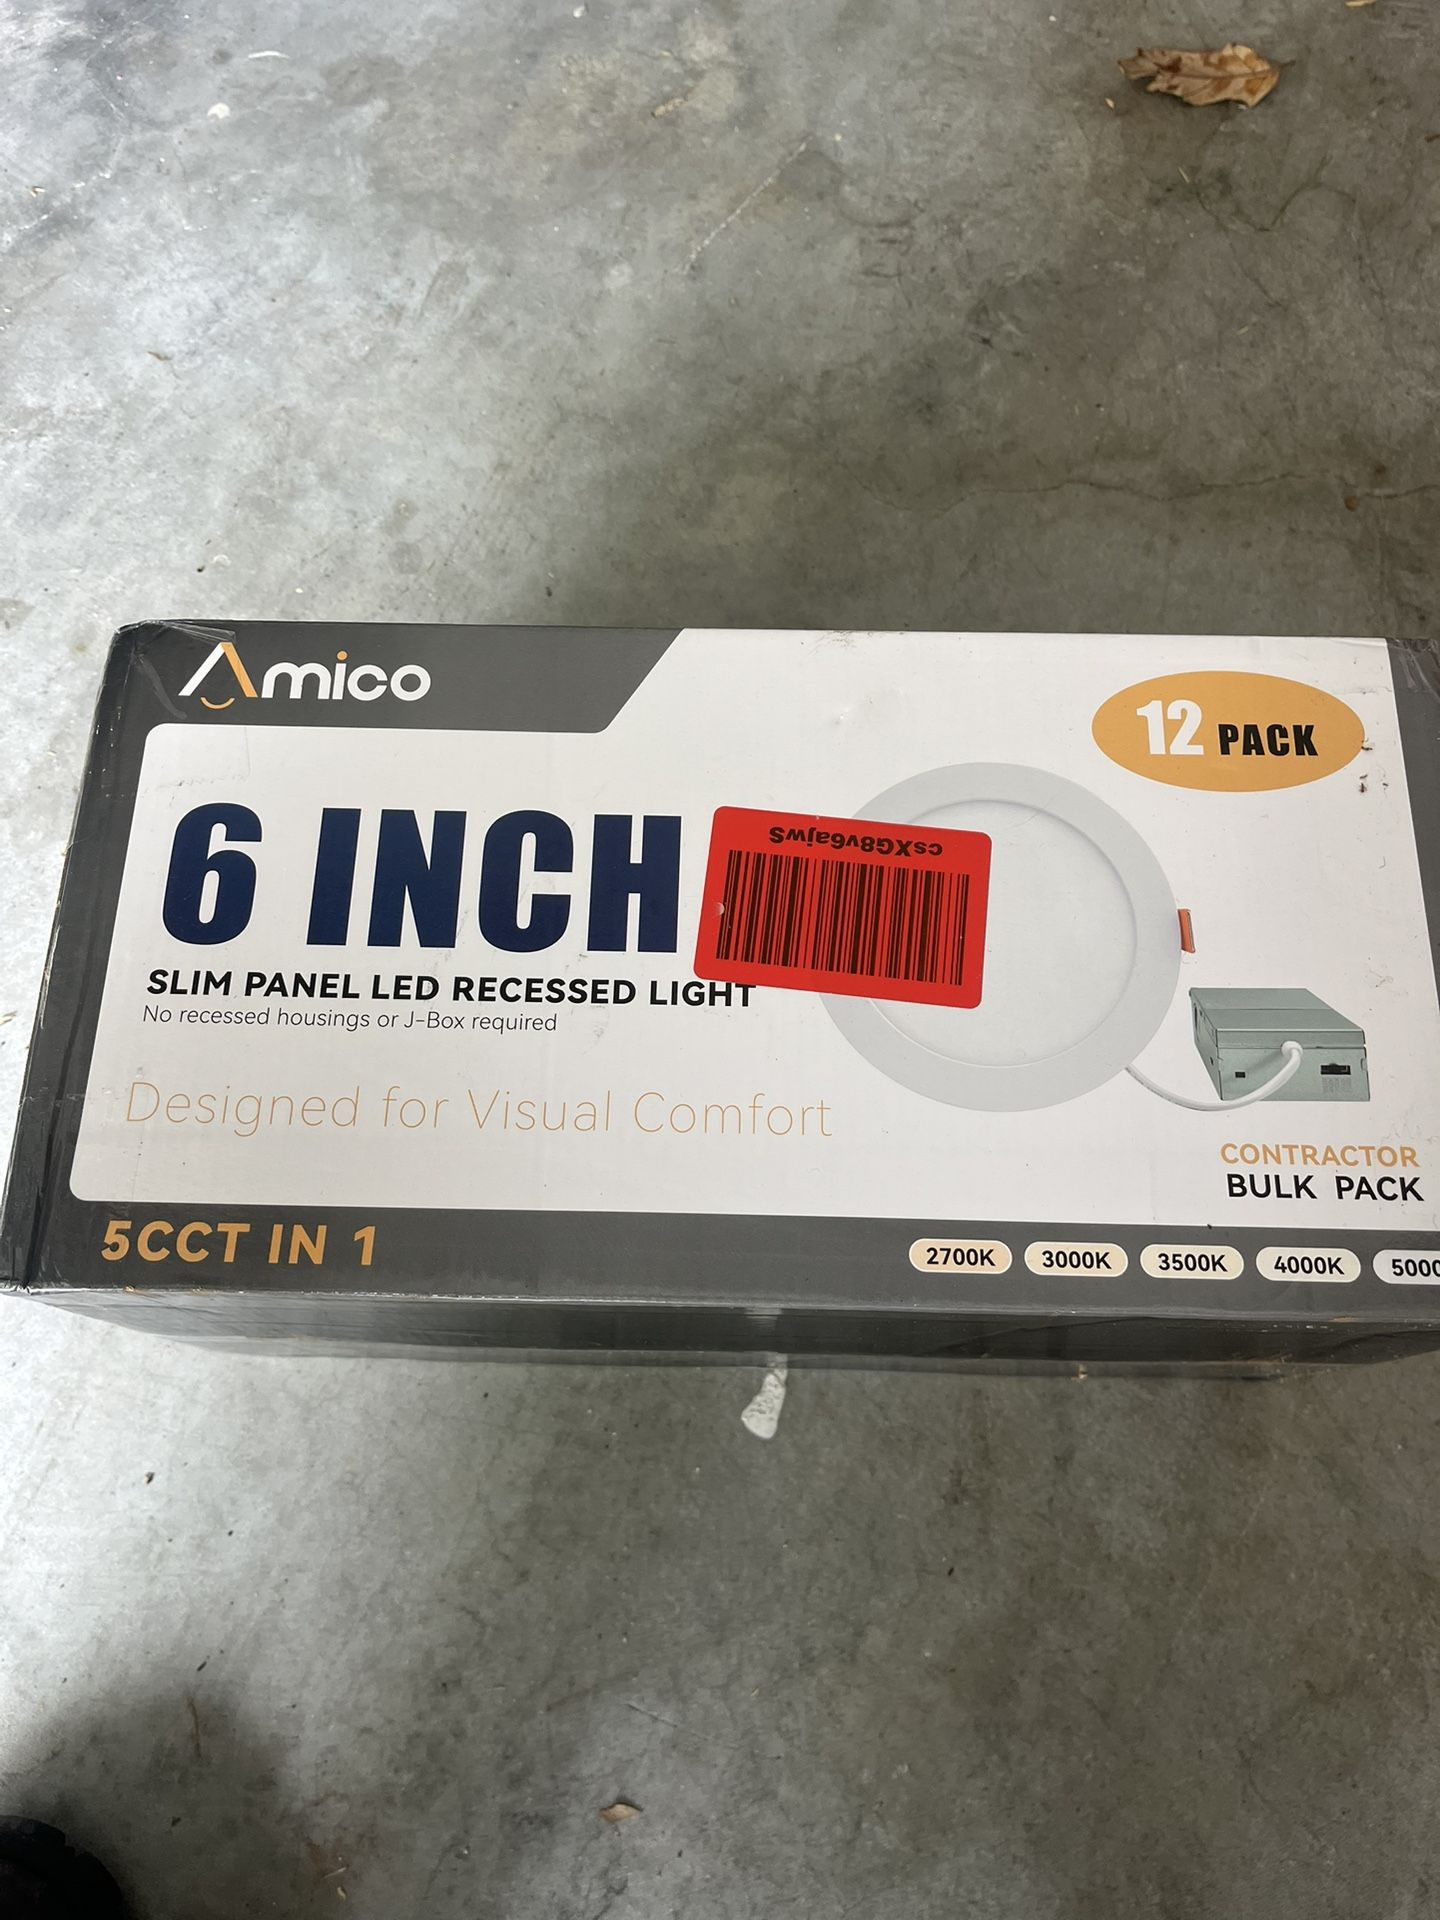 Amico
12 PACK
6 INCH
csXG8v6ajwS
SLIM PANEL LED RECESSED LIGHT
No recessed housings or J-Box required
Designed for Visual Comfort
CONTRACTOR
BULK PACK
5CCT IN 1
2700K 3000K 3500K 4000K 5000